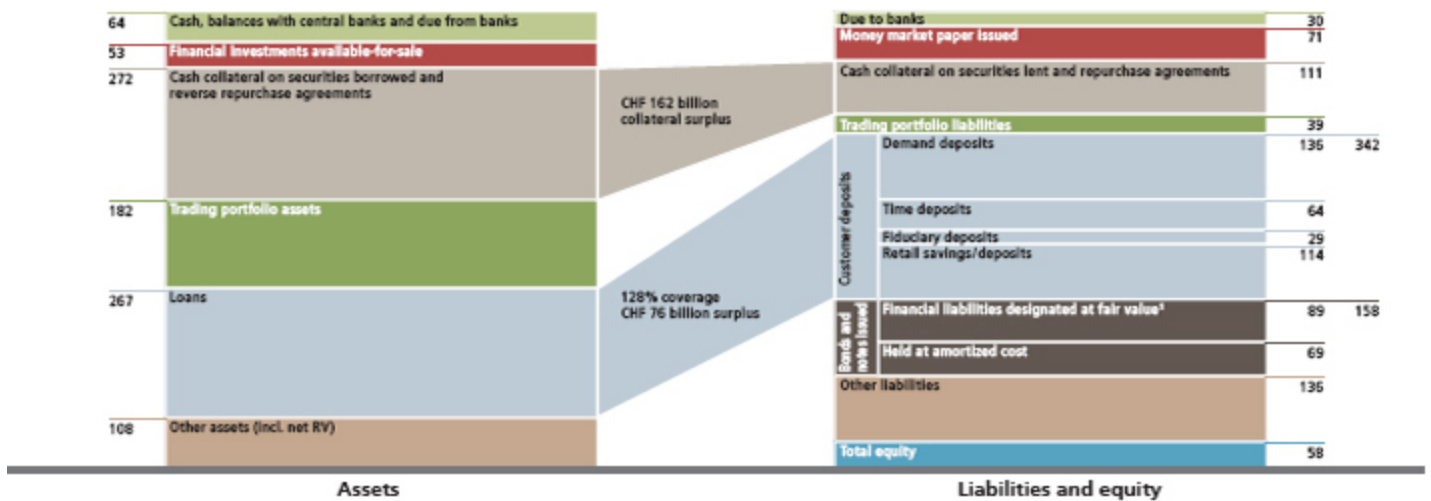 64
Cash, balances with central banks and due from banks
53
Financial investments available-for-sale
272
Cash collateral on securities borrowed and
reverse repurchase agreements
182
Trading portfolio assets
267
Loans
108
Other assets (incl. net RV)
Assets
CHF 162 billion
collateral surplus
128% coverage
CHF 76 billion surplus
Due to banks
30
Money market paper issued
71
Cash collateral on securities lent and repurchase agreements
111
Trading portfolio liabilities
39
Customer deposits
Demand deposits
136 342
Time deposits
64
Fiduciary deposits
29
Retail savings/deposits
114
Bonds and
notes issued
Financial liabilities designated at fair value¹
89 158
Held at amortized cost
69
Other liabilities
136
Total equity
58
Liabilities and equity